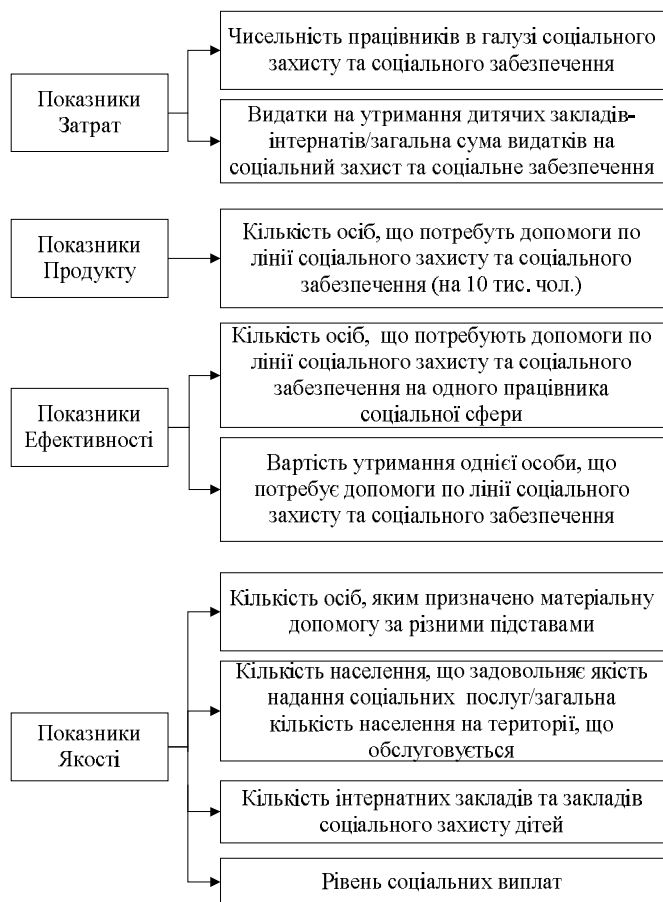 Показники
Затрат
Чисельність працівників в галузі соціального
захисту та соціального забезпечення
Видатки на утримання дитячих закладів-
інтернатів/загальна сума видатків на
соціальний захист та соціальне забезпечення
Показники
Продукту
Кількість осіб, що потребуть допомоги по
лінії соціального захисту та соціального
забезпечення (на 10 тис. чол.)
Показники
Ефективності
Кількість осіб, що потребують допомоги по
лінії соціального захисту та соціального
забезпечення на одного працівника
соціальної сфери
Вартість утримання однієї особи, що
потребує допомоги по лінії соціального
захисту та соціального забезпечення
Показники
Якості
Кількість осіб, яким призначено матеріальну
допомогу за різними підставами
Кількість населення, що задовольняє якість
надання соціальних послуг/загальна
кількість населення на території, що
обслуговується
Кількість інтернатних закладів та закладів
соціального захисту дітей
Рівень соціальних виплат